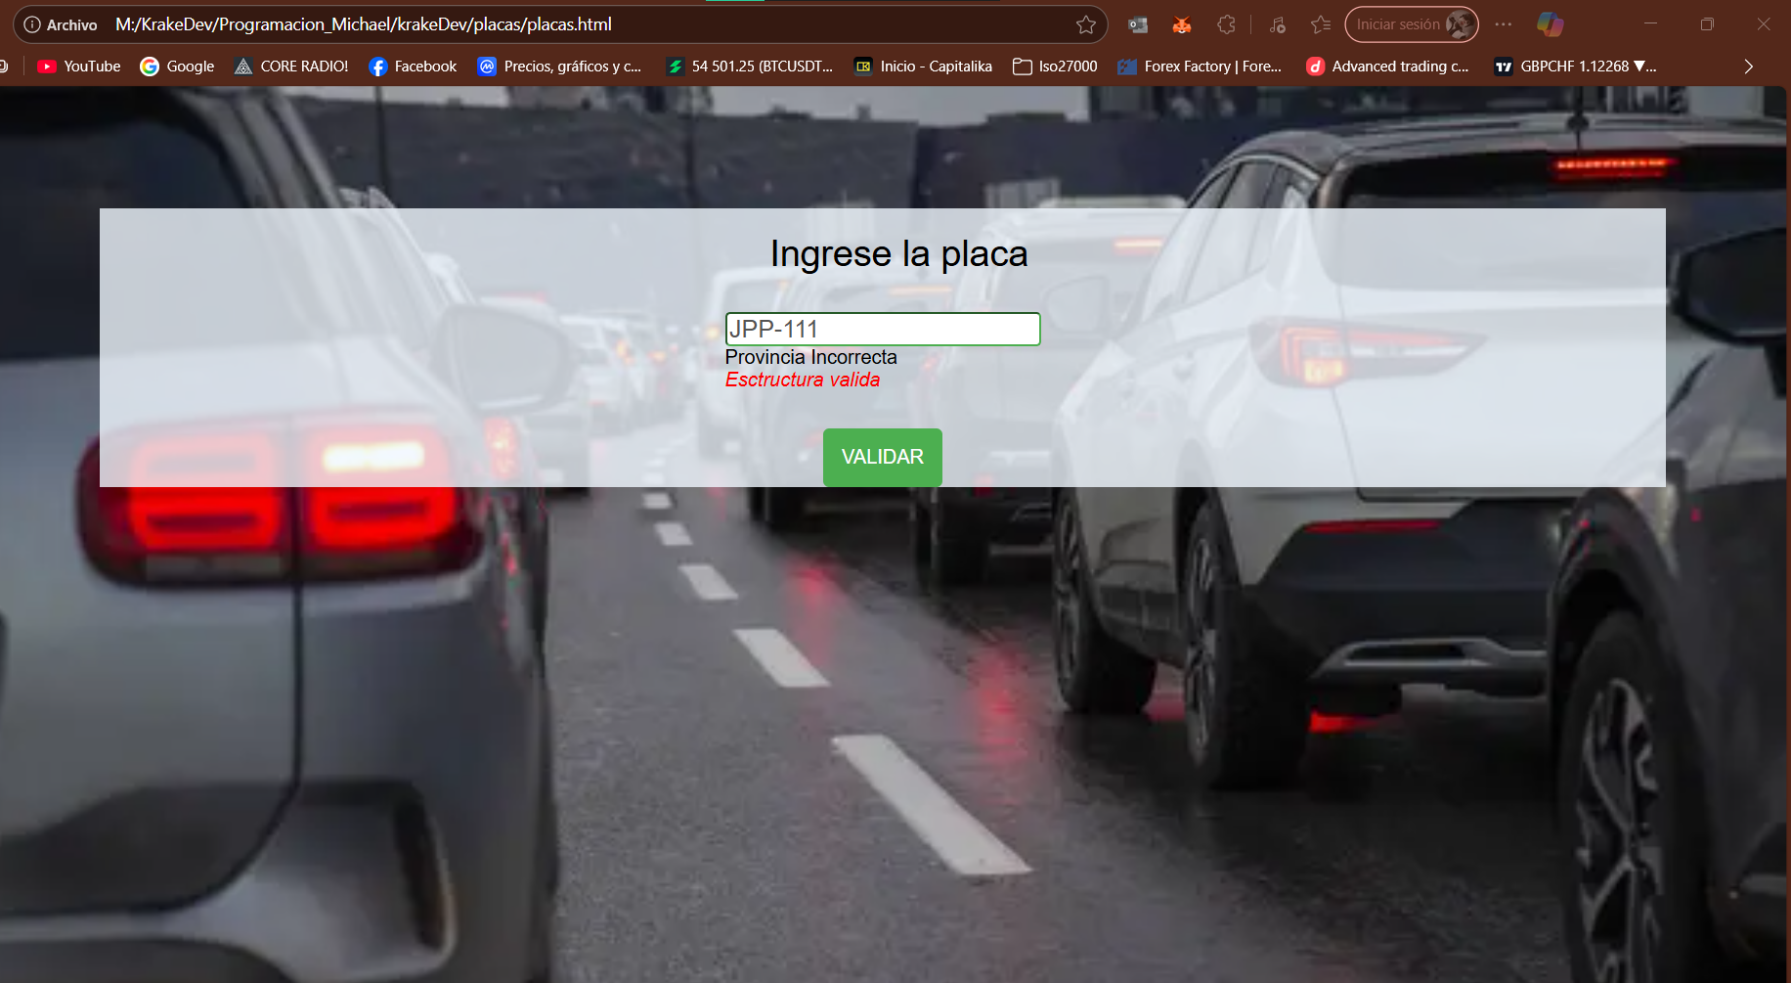 Archivo M:/KrakeDev/Programacion_Michael/krakeDev/placas/placas.html Iniciar sesión
YouTube Google CORE RADIO! Facebook Precios, gráficos y c... 54 501.25 (BTCUSDT... Inicio - Capitalika Iso27000 Forex Factory | Fore... Advanced trading c... GBPCHF 1.12268 ▼...
Ingrese la placa
JPP-111
Provincia Incorrecta
Esctructura valida
VALIDAR